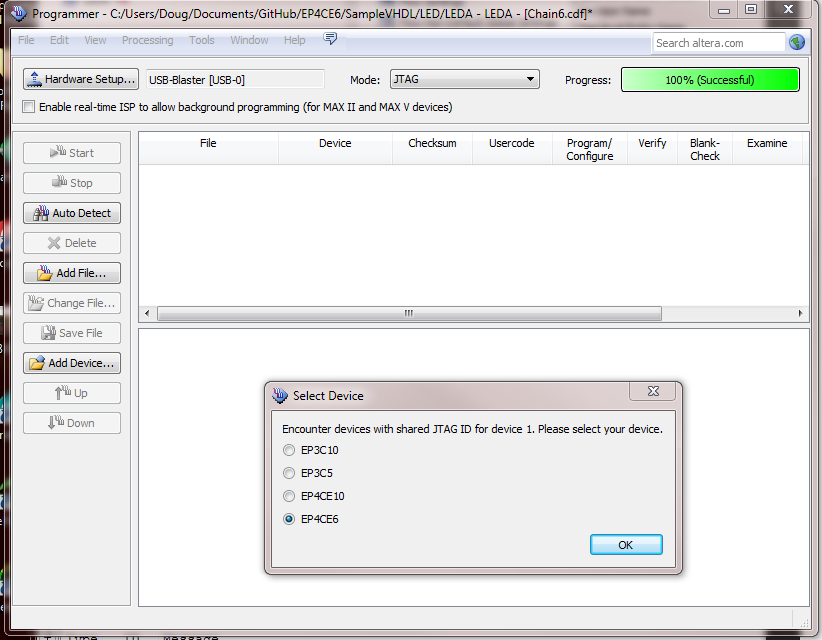 Programmer - C:/Users/Doug/Documents/GitHub/EP4CE6/SampleVHDL/LED/LEDA - LEDA - [Chain6.cdf]*
File Edit View Processing Tools Window Help
Search altera.com
Hardware Setup... USB-Blaster [USB-0] Mode: JTAG Progress: 100% (Successful)
Enable real-time ISP to allow background programming (for MAX II and MAX V devices)
File Device Checksum Usercode Program/ Verify Blank- Examine
Configure Check
Start
Stop
Auto Detect
Delete
Add File...
Change File...
Save File
Add Device...
Up
Down
Select Device
Encounter devices with shared JTAG ID for device 1. Please select your device.
EP3C10
EP3C5
EP4CE10
EP4CE6
OK
Type ID Message